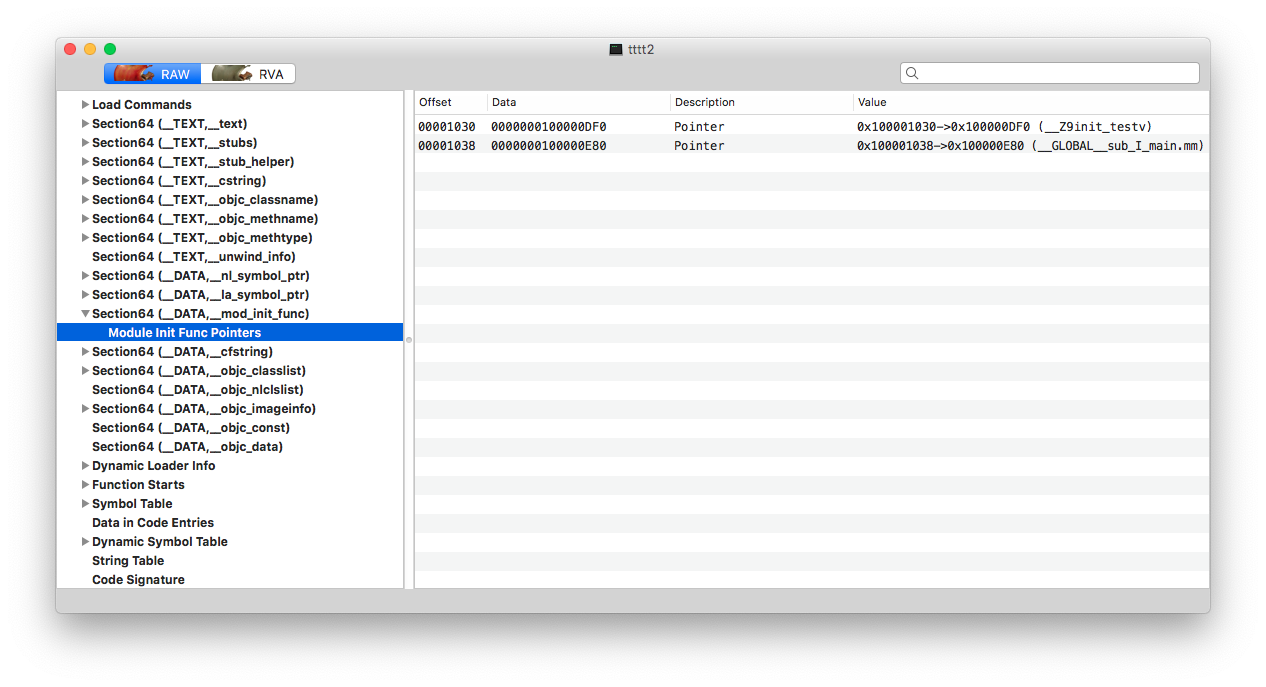 tttt2
RAW RVA
Load Commands
Section64 (__TEXT,__text)
Section64 (__TEXT,__stubs)
Section64 (__TEXT,__stub_helper)
Section64 (__TEXT,__cstring)
Section64 (__TEXT,__objc_classname)
Section64 (__TEXT,__objc_methname)
Section64 (__TEXT,__objc_methtype)
Section64 (__TEXT,__unwind_info)
Section64 (__DATA,__nl_symbol_ptr)
Section64 (__DATA,__la_symbol_ptr)
Section64 (__DATA,__mod_init_func)
Module Init Func Pointers
Section64 (__DATA,__cfstring)
Section64 (__DATA,__objc_classlist)
Section64 (__DATA,__objc_nlclslist)
Section64 (__DATA,__objc_imageinfo)
Section64 (__DATA,__objc_const)
Section64 (__DATA,__objc_data)
Dynamic Loader Info
Function Starts
Symbol Table
Data in Code Entries
Dynamic Symbol Table
String Table
Code Signature
Offset Data Description Value
00001030 0000000100000DF0 Pointer 0x100001030->0x100000DF0 (__Z9init_testv)
00001038 0000000100000E80 Pointer 0x100001038->0x100000E80 (__GLOBAL__sub_I_main.mm)